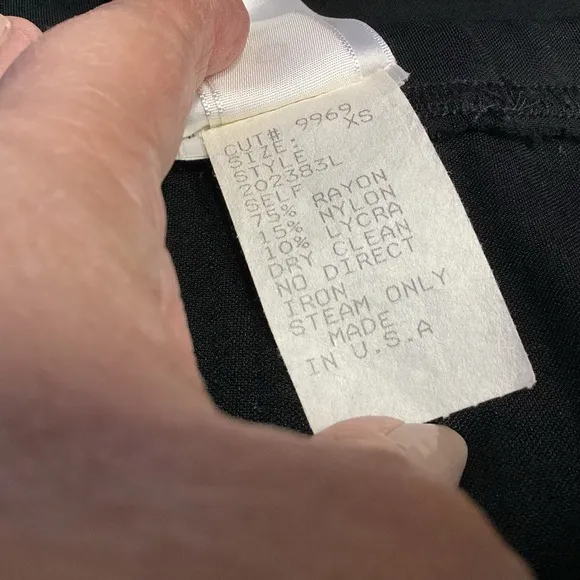 CUT#. 9969
SIZE: XS
STYLE
202383L
SELF
75% RAYON
15% NYLON
10% LYCRA
DRY CLEAN
NO DIRECT
IRON
STEAM ONLY
MADE
IN U.S.A